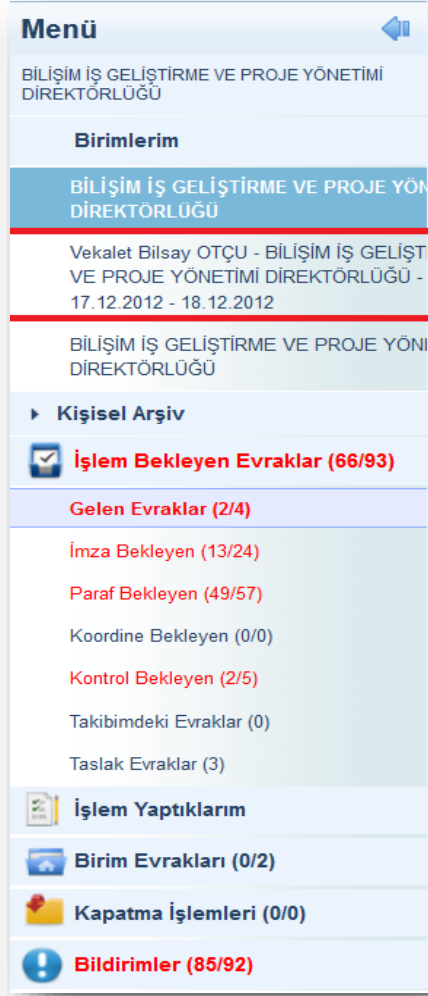 Menü
BİLİŞİM İŞ GELİŞTİRME VE PROJE YÖNETİMİ
DİREKTÖRLÜĞÜ
Birimlerim
BİLİŞİM İŞ GELİŞTİRME VE PROJE YÖN
DİREKTÖRLÜĞÜ
Vekalet Bilsay OTÇU - BİLİŞİM İŞ GELİŞT
VE PROJE YÖNETİMİ DİREKTÖRLÜĞÜ -
17.12.2012 - 18.12.2012
BİLİŞİM İŞ GELİŞTİRME VE PROJE YÖNI
DİREKTÖRLÜĞÜ
Kişisel Arşiv
İşlem Bekleyen Evraklar (66/93)
Gelen Evraklar (2/4)
İmza Bekleyen (13/24)
Paraf Bekleyen (49/57)
Koordine Bekleyen (0/0)
Kontrol Bekleyen (2/5)
Takibimdeki Evraklar (0)
Taslak Evraklar (3)
İşlem Yaptıklarım
Birim Evrakları (0/2)
Kapatma İşlemleri (0/0)
Bildirimler (85/92)